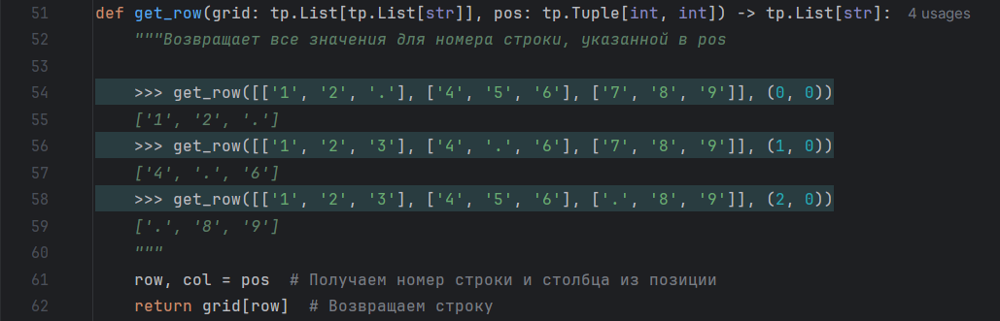 51 def get_row(grid: tp.List[tp.List[str]], pos: tp.Tuple[int, int]) -> tp.List[str]: 4 usages
52 """Возвращает все значения для номера строки, указанной в pos
53
54 >>> get_row([['1', '2', '.'], ['4', '5', '6'], ['7', '8', '9']], (0, 0))
55 ['1', '2', '.']
56 >>> get_row([['1', '2', '3'], ['4', '.', '6'], ['7', '8', '9']], (1, 0))
57 ['4', '.', '6']
58 >>> get_row([['1', '2', '3'], ['4', '5', '6'], ['.', '8', '9']], (2, 0))
59 ['.', '8', '9']
60 """
61 row, col = pos # Получаем номер строки и столбца из позиции
62 return grid[row] # Возвращаем строку